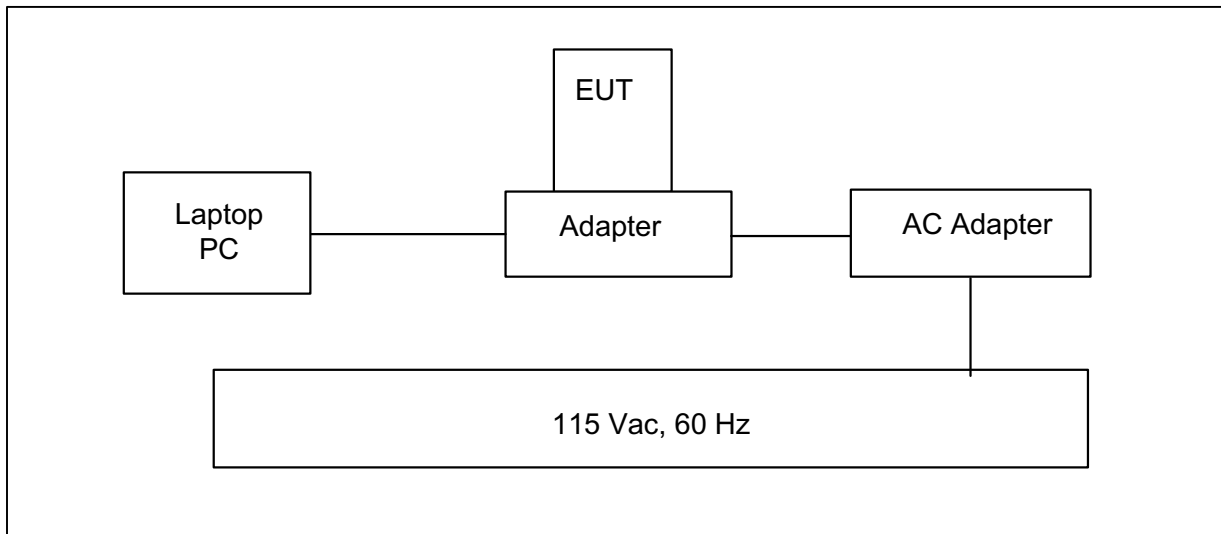 EUT
Laptop
PC
Adapter
AC Adapter
115 Vac, 60 Hz